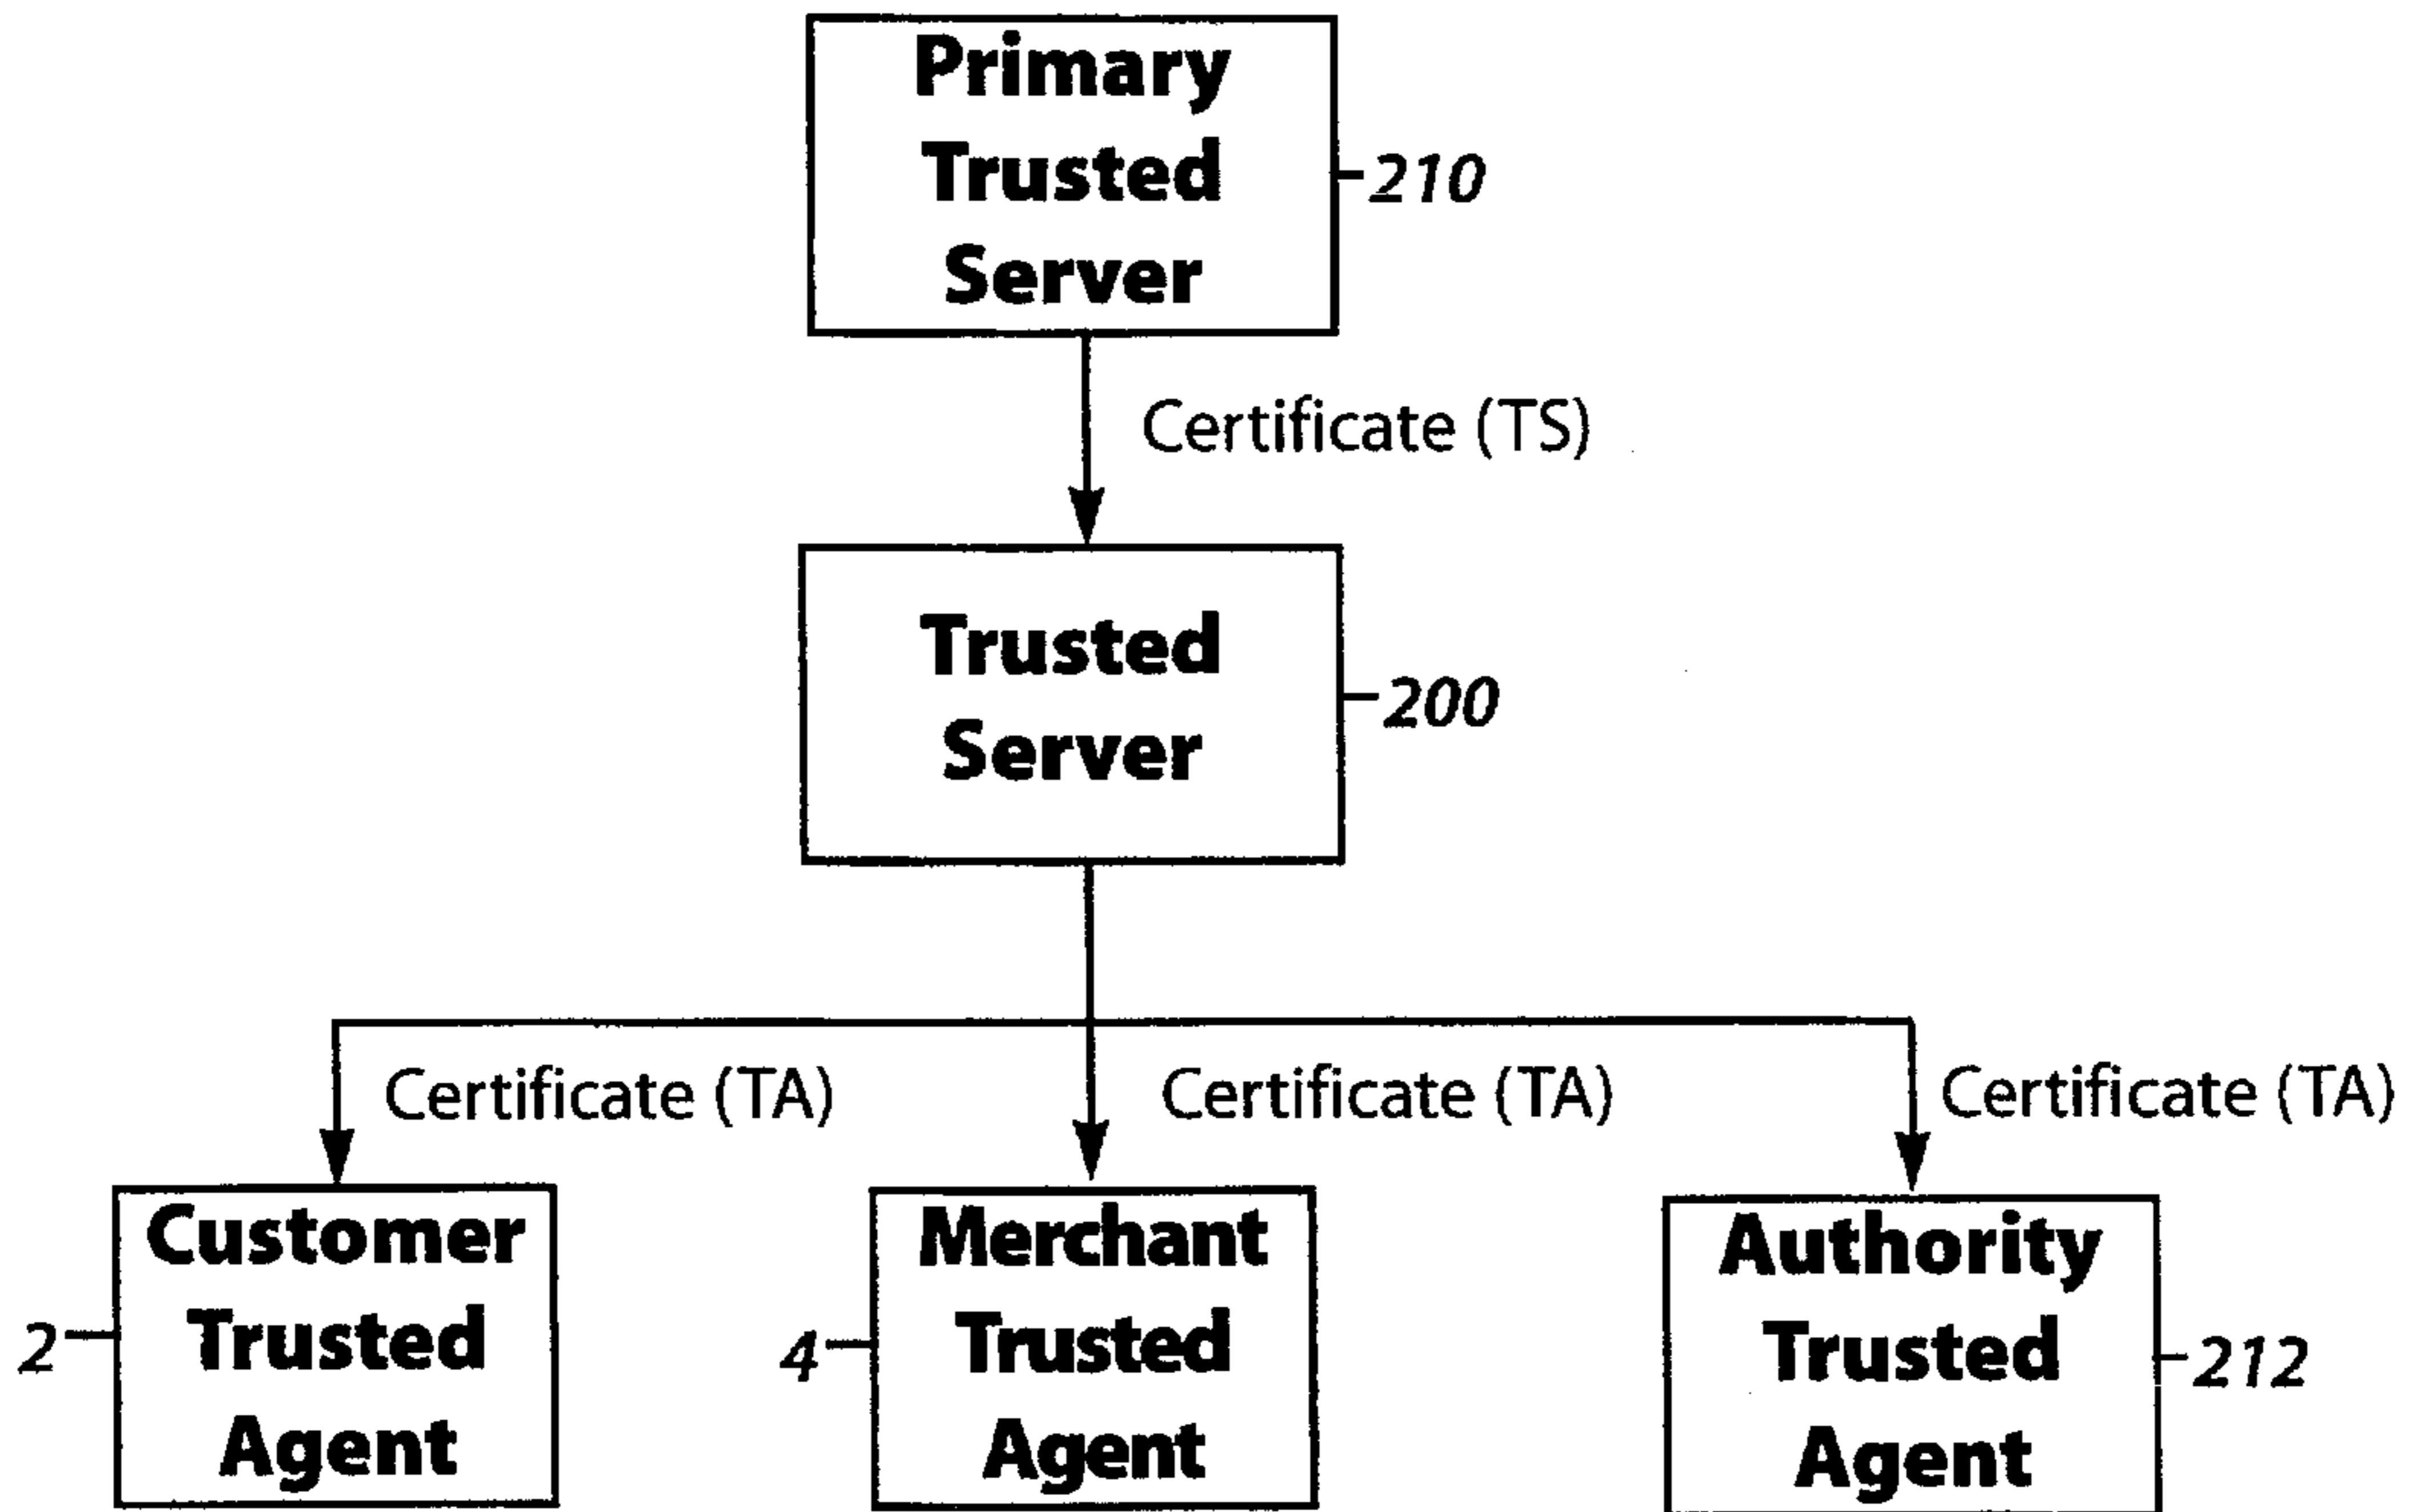 Primary
Trusted
Server
210
Certificate (TS)
Trusted
Server
200
Certificate (TA)
Certificate (TA)
Certificate (TA)
Customer
Trusted
Agent
2
Merchant
Trusted
Agent
4
Authority
Trusted
Agent
212